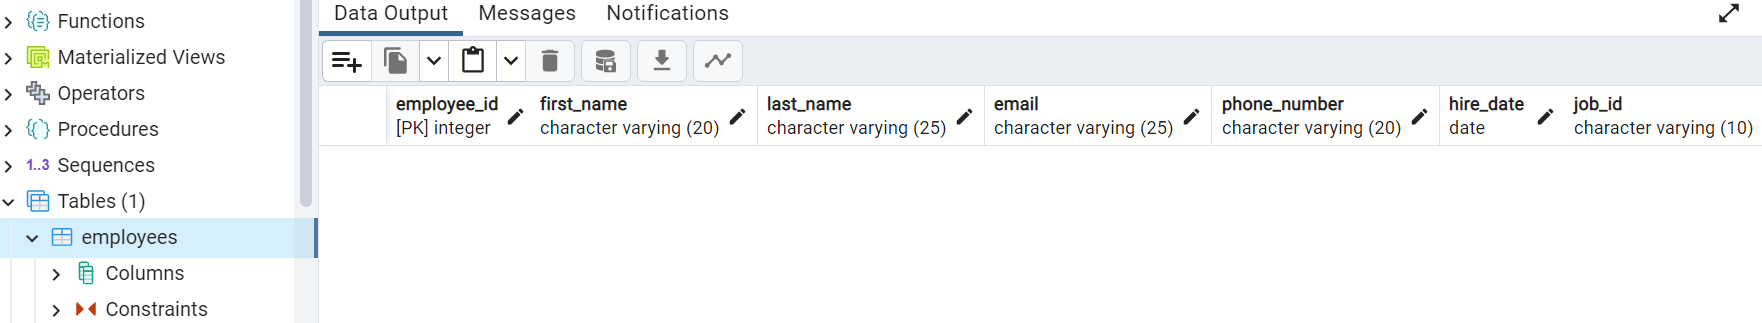 Functions
Materialized Views
Operators
Procedures
1..3 Sequences
Tables (1)
employees
Columns
Constraints
Data Output Messages Notifications
employee_id first_name last_name email phone_number hire_date job_id
[PK] integer character varying (20) character varying (25) character varying (25) character varying (20) date character varying (10)